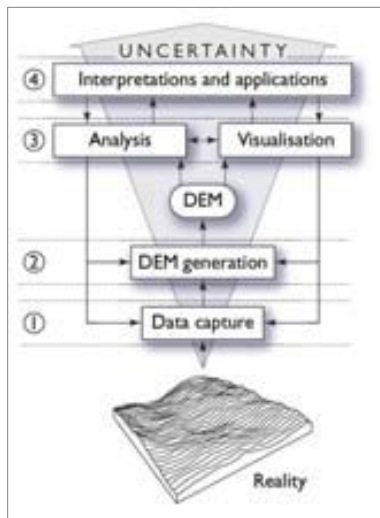 UNCERTAINTY
④ Interpretations and applications
③ Analysis Visualisation
DEM
② DEM generation
① Data capture
Reality